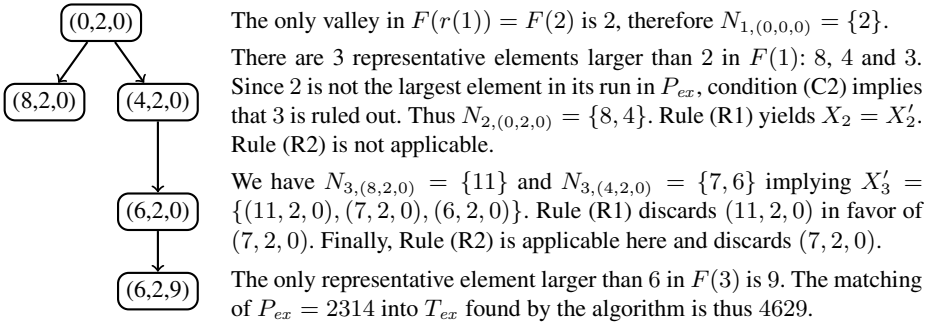 (0,2,0)
(8,2,0)
(4,2,0)
(6,2,0)
(6,2,9)
The only valley in F(r(1)) = F(2) is 2, therefore N_{1,(0,0,0)} = {2}.
There are 3 representative elements larger than 2 in F(1): 8, 4 and 3.
Since 2 is not the largest element in its run in P_{ex}, condition (C2) implies
that 3 is ruled out. Thus N_{2,(0,2,0)} = {8, 4}. Rule (R1) yields X_2 = X_2'.
Rule (R2) is not applicable.
We have N_{3,(8,2,0)} = {11} and N_{3,(4,2,0)} = {7, 6} implying X_3' =
{(11, 2, 0), (7, 2, 0), (6, 2, 0)}. Rule (R1) discards (11, 2, 0) in favor of
(7, 2, 0). Finally, Rule (R2) is applicable here and discards (7, 2, 0).
The only representative element larger than 6 in F(3) is 9. The matching
of P_{ex} = 2314 into T_{ex} found by the algorithm is thus 4629.